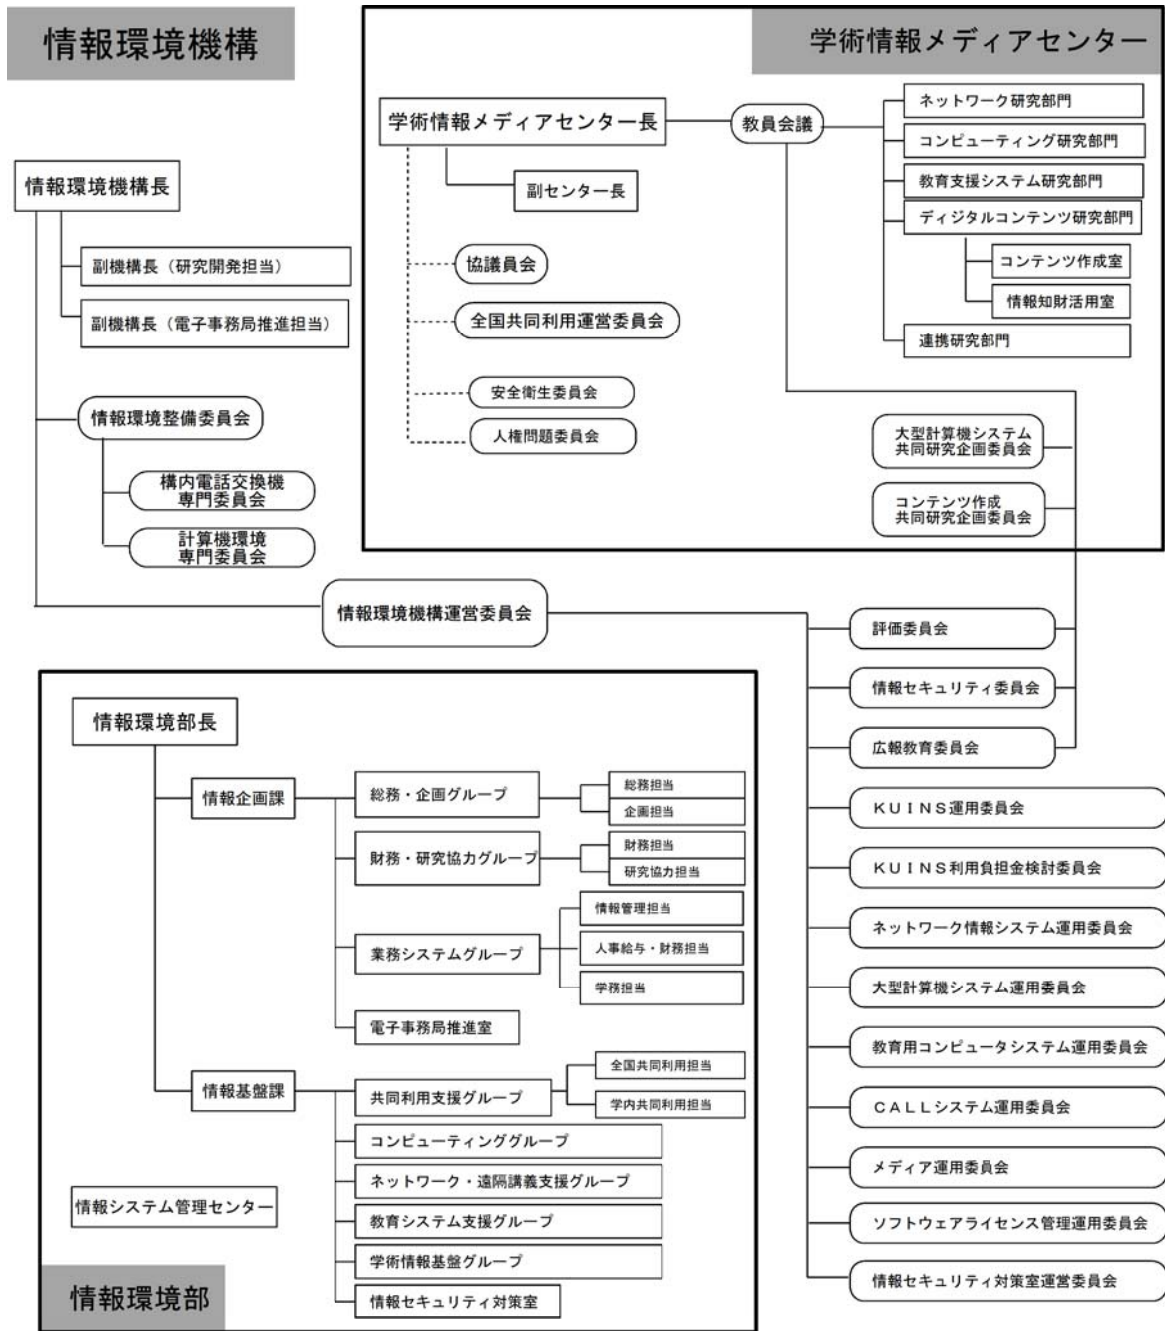 情報環境機構
学術情報メディアセンター
学術情報メディアセンター長
教員会議
ネットワーク研究部門
コンピューティング研究部門
教育支援システム研究部門
ディジタルコンテンツ研究部門
コンテンツ作成室
情報知財活用室
連携研究部門
副センター長
協議員会
全国共同利用運営委員会
安全衛生委員会
人権問題委員会
大型計算機システム
共同研究企画委員会
コンテンツ作成
共同研究企画委員会
情報環境機構長
副機構長（研究開発担当）
副機構長（電子事務局推進担当）
情報環境整備委員会
構内電話交換機
専門委員会
計算機環境
専門委員会
情報環境機構運営委員会
評価委員会
情報セキュリティ委員会
広報教育委員会
ＫＵＩＮＳ運用委員会
ＫＵＩＮＳ利用負担金検討委員会
ネットワーク情報システム運用委員会
大型計算機システム運用委員会
教育用コンピュータシステム運用委員会
ＣＡＬＬシステム運用委員会
メディア運用委員会
ソフトウェアライセンス管理運用委員会
情報セキュリティ対策室運営委員会
情報環境部長
情報企画課
総務・企画グループ
総務担当
企画担当
財務・研究協力グループ
財務担当
研究協力担当
業務システムグループ
情報管理担当
人事給与・財務担当
学務担当
電子事務局推進室
情報基盤課
共同利用支援グループ
全国共同利用担当
学内共同利用担当
コンピューティンググループ
ネットワーク・遠隔講義支援グループ
教育システム支援グループ
学術情報基盤グループ
情報セキュリティ対策室
情報システム管理センター
情報環境部